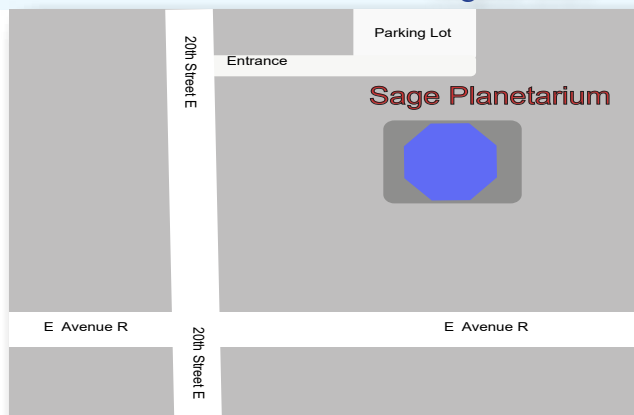 Parking Lot
20th Street E
Entrance
Sage Planetarium
E Avenue R
E Avenue R
20th Street E